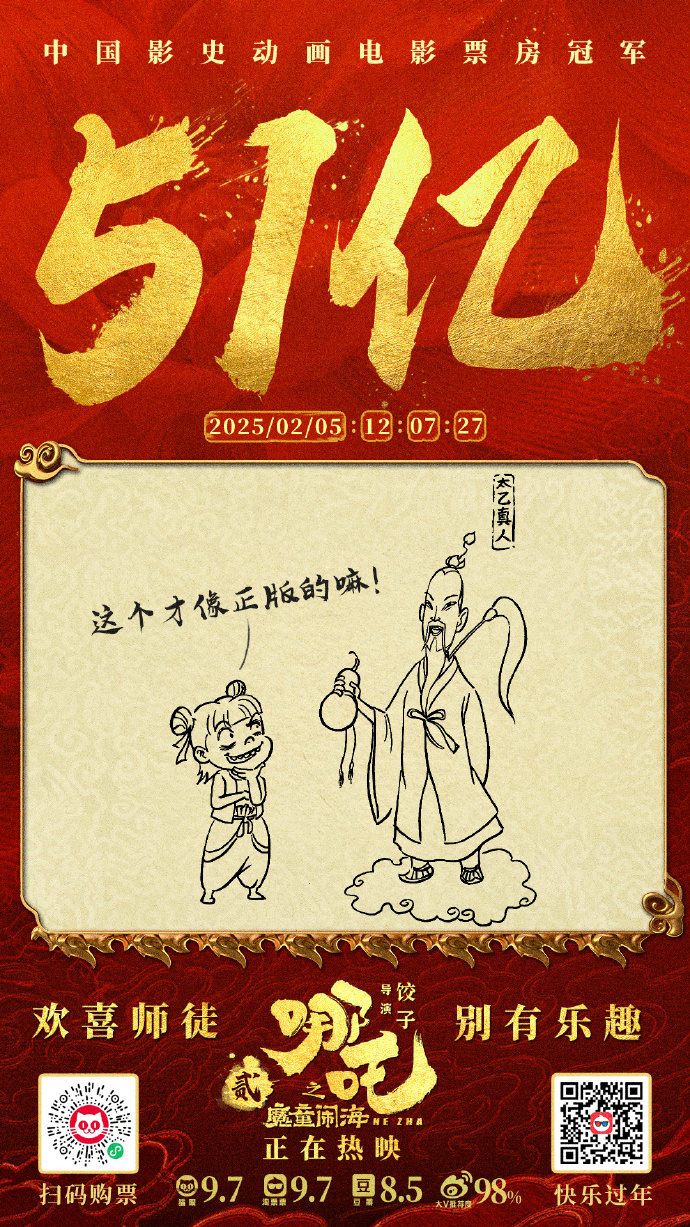 中国影史动画电影票房冠军
51亿
2025/02/05:12:07:27
太乙真人
这个才像正版的嘛!
欢喜师徒
哪吒
贰
之
魔童闹海
NE ZHA
导演
饺子
别有乐趣
正在热映
扫码购票
猫眼 9.7
淘票票 9.7
豆瓣 8.5
大V推荐度 98%
快乐过年